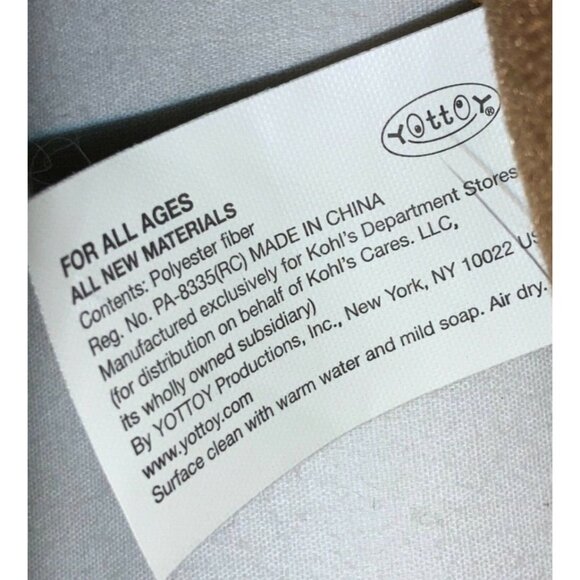 YOttOY®
FOR ALL AGES
ALL NEW MATERIALS
Contents: Polyester fiber
Reg. No. PA-8335(RC) MADE IN CHINA
Manufactured exclusively for Kohl's Department Stores
(for distribution on behalf of Kohl's Cares. LLC,
its wholly owned subsidiary)
By YOTTOY Productions, Inc., New York, NY 10022
www.yottoy.com
Surface clean with warm water and mild soap. Air dry.